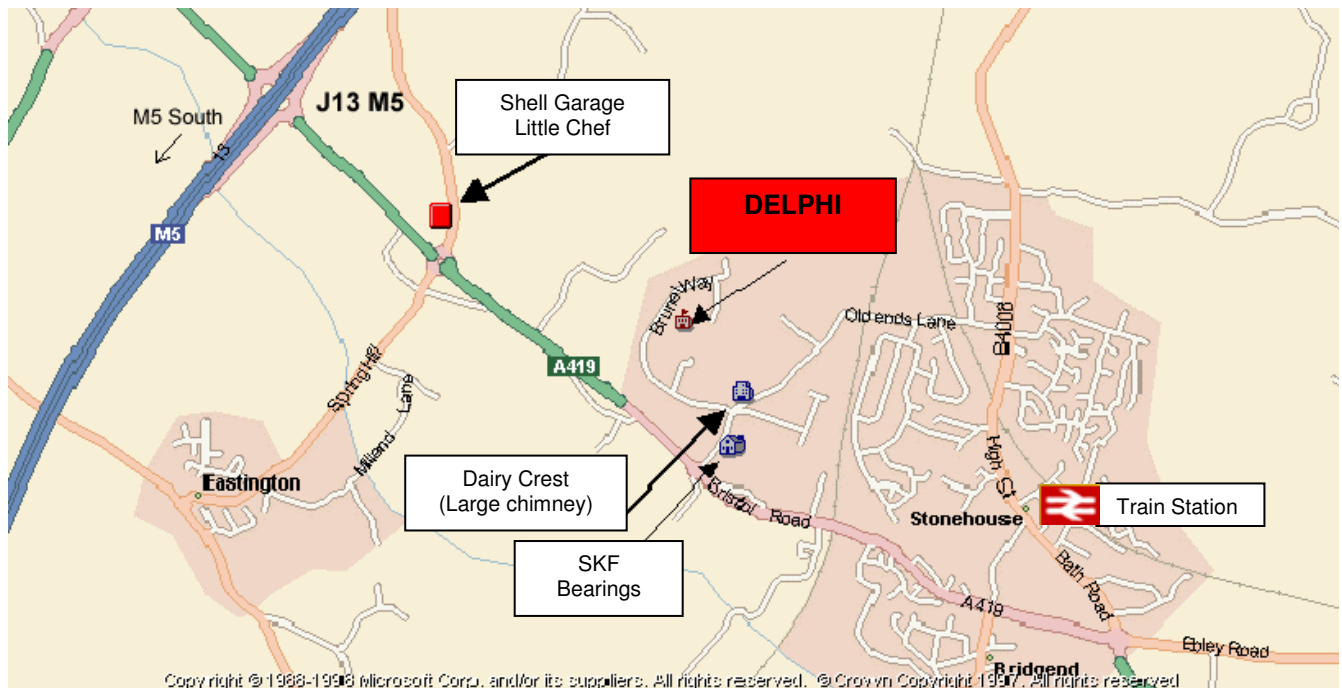 J13 M5
M5 South
13
M5
Shell Garage
Little Chef
DELPHI
Brunel Way
Oldends Lane
B4008
A419
Spring Hill
Millend Lane
Eastington
Dairy Crest
(Large chimney)
Bristol Road
High St
Stonehouse
Train Station
SKF
Bearings
Bath Road
A419
Ebley Road
Bridgend
Copyright © 1988-1998 Microsoft Corp. and/or its suppliers. All rights reserved. © Crown Copyright 1997. All rights reserved